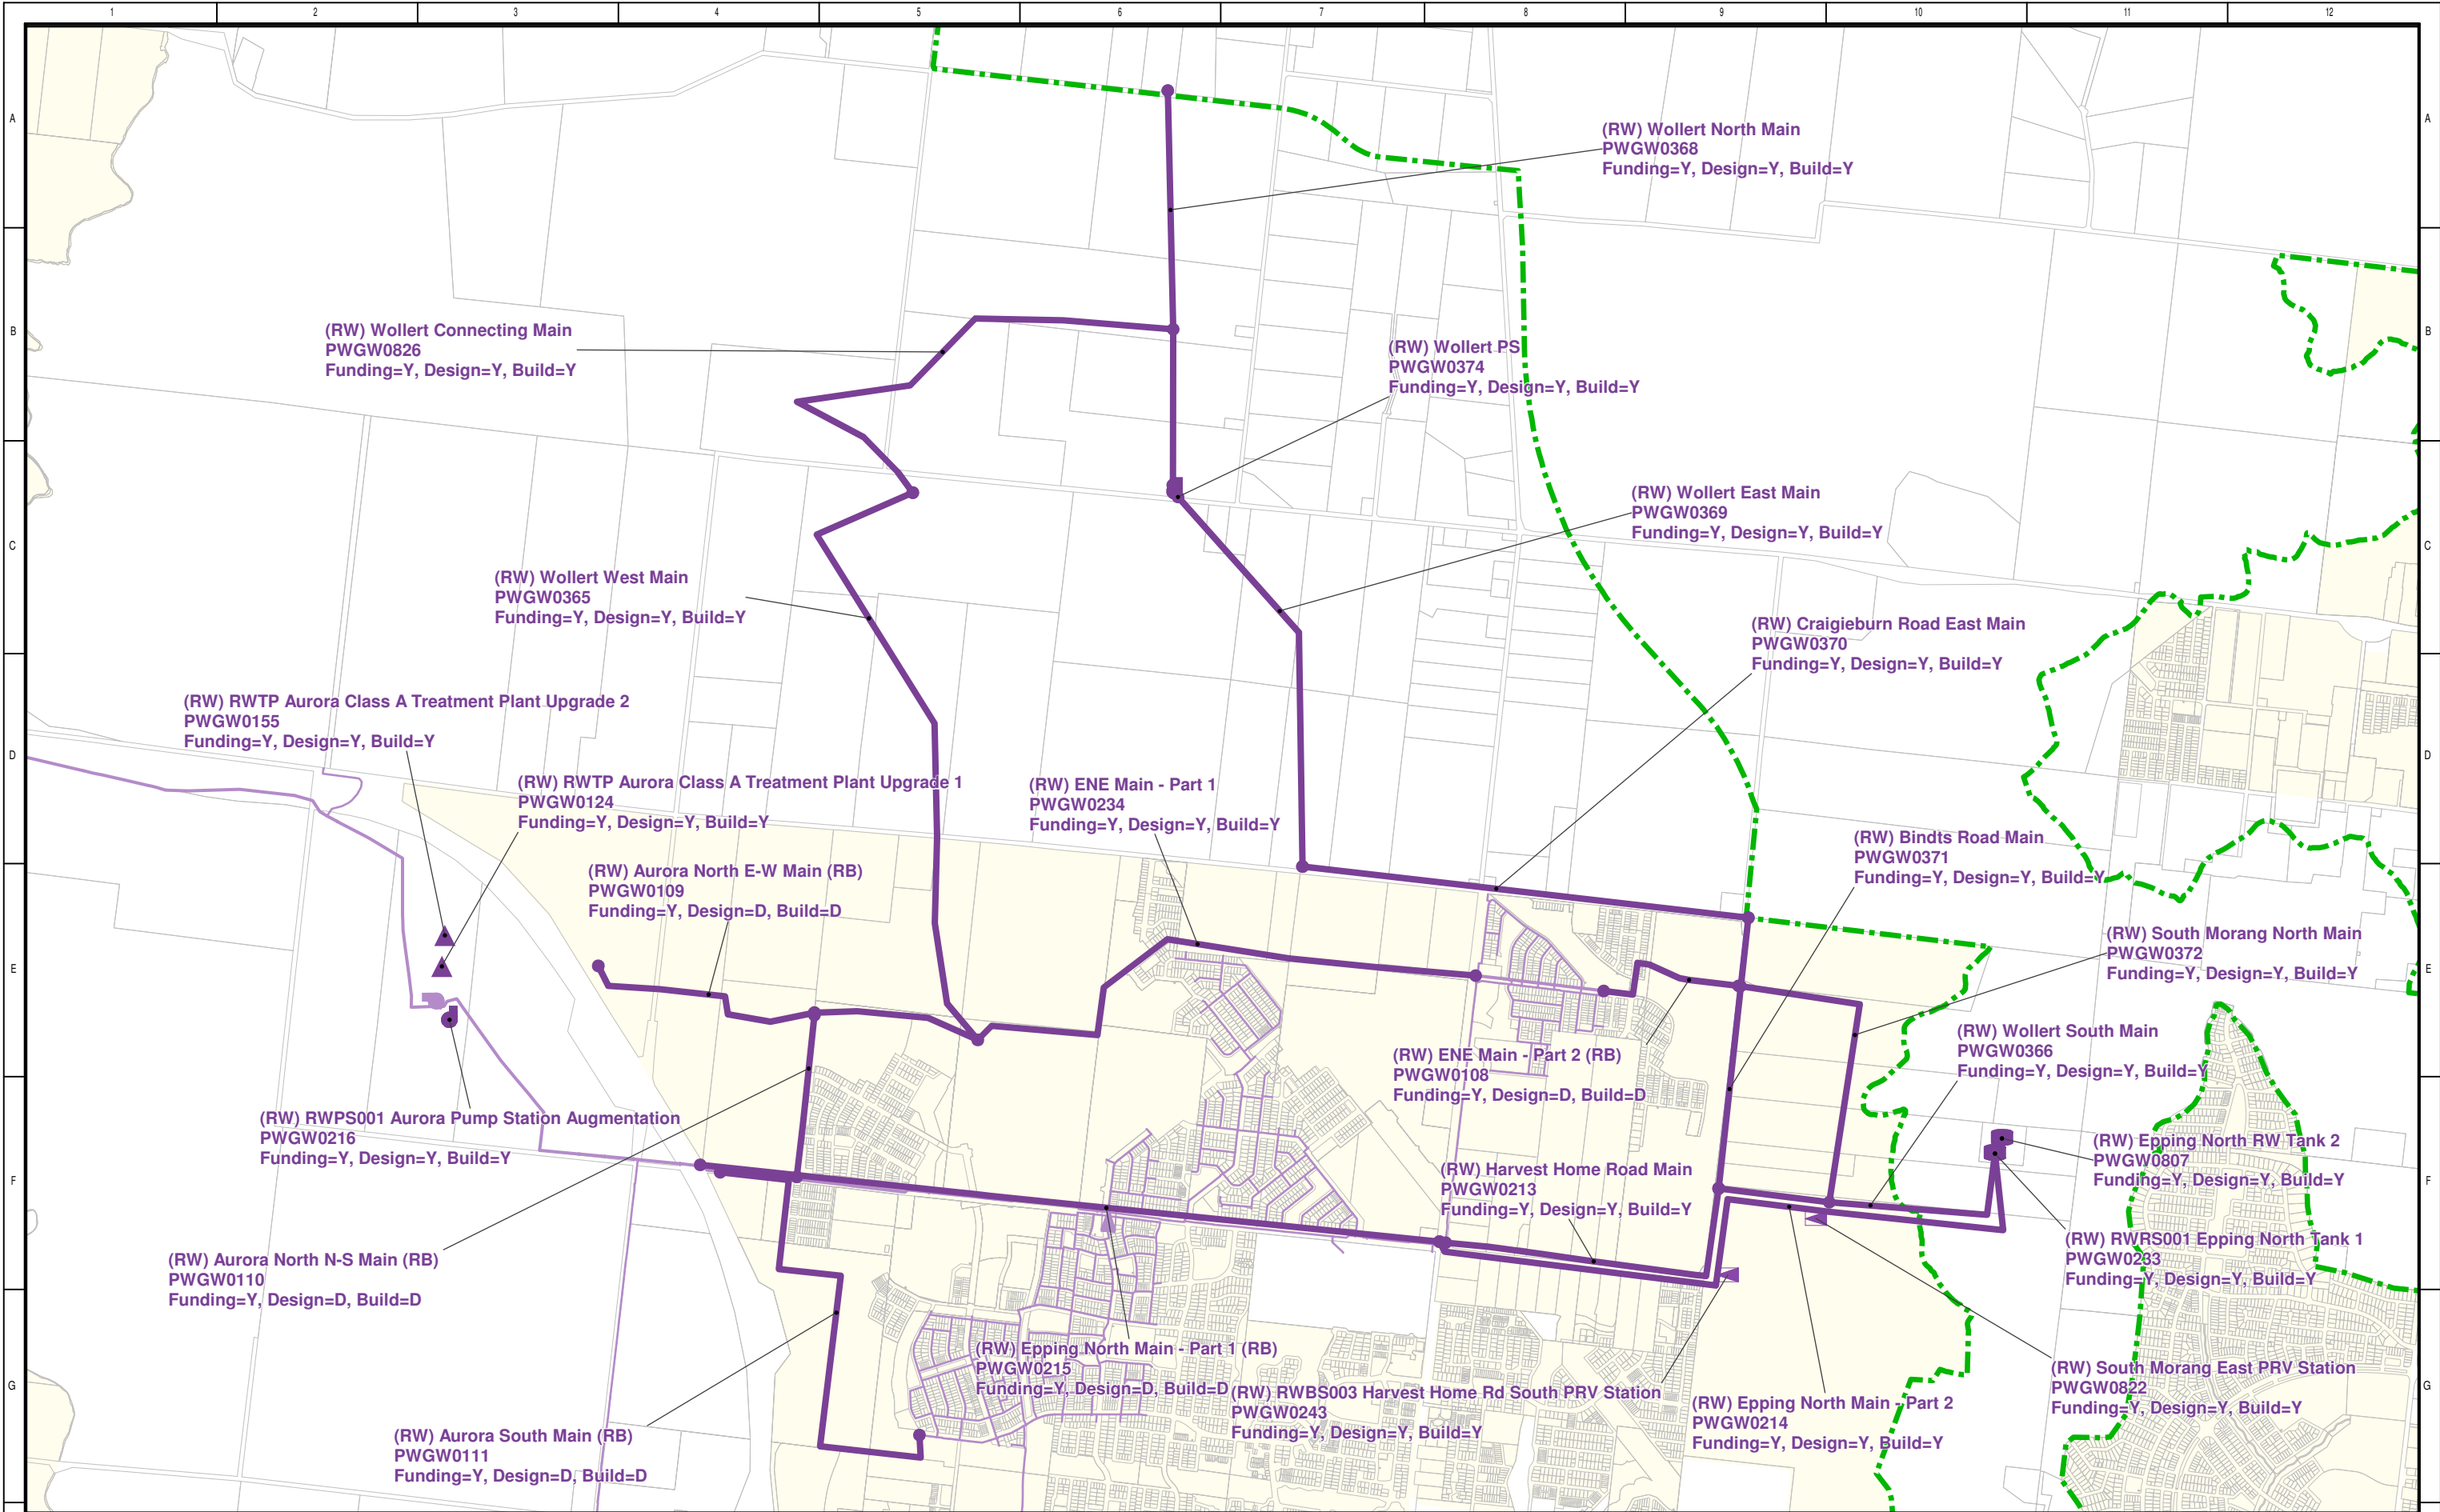 1 2 3 4 5 6 7 8 9 10 11 12
A A
(RW) Wollert North Main
PWGW0368
Funding=Y, Design=Y, Build=Y
B B
(RW) Wollert Connecting Main
PWGW0826
Funding=Y, Design=Y, Build=Y
(RW) Wollert PS
PWGW0374
Funding=Y, Design=Y, Build=Y
C C
(RW) Wollert East Main
PWGW0369
Funding=Y, Design=Y, Build=Y
(RW) Wollert West Main
PWGW0365
Funding=Y, Design=Y, Build=Y
(RW) Craigieburn Road East Main
PWGW0370
Funding=Y, Design=Y, Build=Y
D D
(RW) RWTP Aurora Class A Treatment Plant Upgrade 2
PWGW0155
Funding=Y, Design=Y, Build=Y
(RW) RWTP Aurora Class A Treatment Plant Upgrade 1
PWGW0124
Funding=Y, Design=Y, Build=Y
(RW) ENE Main - Part 1
PWGW0234
Funding=Y, Design=Y, Build=Y
(RW) Bindts Road Main
PWGW0371
Funding=Y, Design=Y, Build=Y
(RW) Aurora North E-W Main (RB)
PWGW0109
Funding=Y, Design=D, Build=D
E E
(RW) South Morang North Main
PWGW0372
Funding=Y, Design=Y, Build=Y
(RW) Wollert South Main
PWGW0366
Funding=Y, Design=Y, Build=Y
(RW) ENE Main - Part 2 (RB)
PWGW0108
Funding=Y, Design=D, Build=D
(RW) RWPS001 Aurora Pump Station Augmentation
PWGW0216
Funding=Y, Design=Y, Build=Y
(RW) Epping North RW Tank 2
PWGW0807
Funding=Y, Design=Y, Build=Y
F F
(RW) Harvest Home Road Main
PWGW0213
Funding=Y, Design=Y, Build=Y
(RW) RWRS001 Epping North Tank 1
PWGW0233
Funding=Y, Design=Y, Build=Y
(RW) Aurora North N-S Main (RB)
PWGW0110
Funding=Y, Design=D, Build=D
(RW) Epping North Main - Part 1 (RB)
PWGW0215
Funding=Y, Design=D, Build=D
(RW) South Morang East PRV Station
PWGW0822
Funding=Y, Design=Y, Build=Y
G G
(RW) RWBS003 Harvest Home Rd South PRV Station
PWGW0243
Funding=Y, Design=Y, Build=Y
(RW) Epping North Main - Part 2
PWGW0214
Funding=Y, Design=Y, Build=Y
(RW) Aurora South Main (RB)
PWGW0111
Funding=Y, Design=D, Build=D